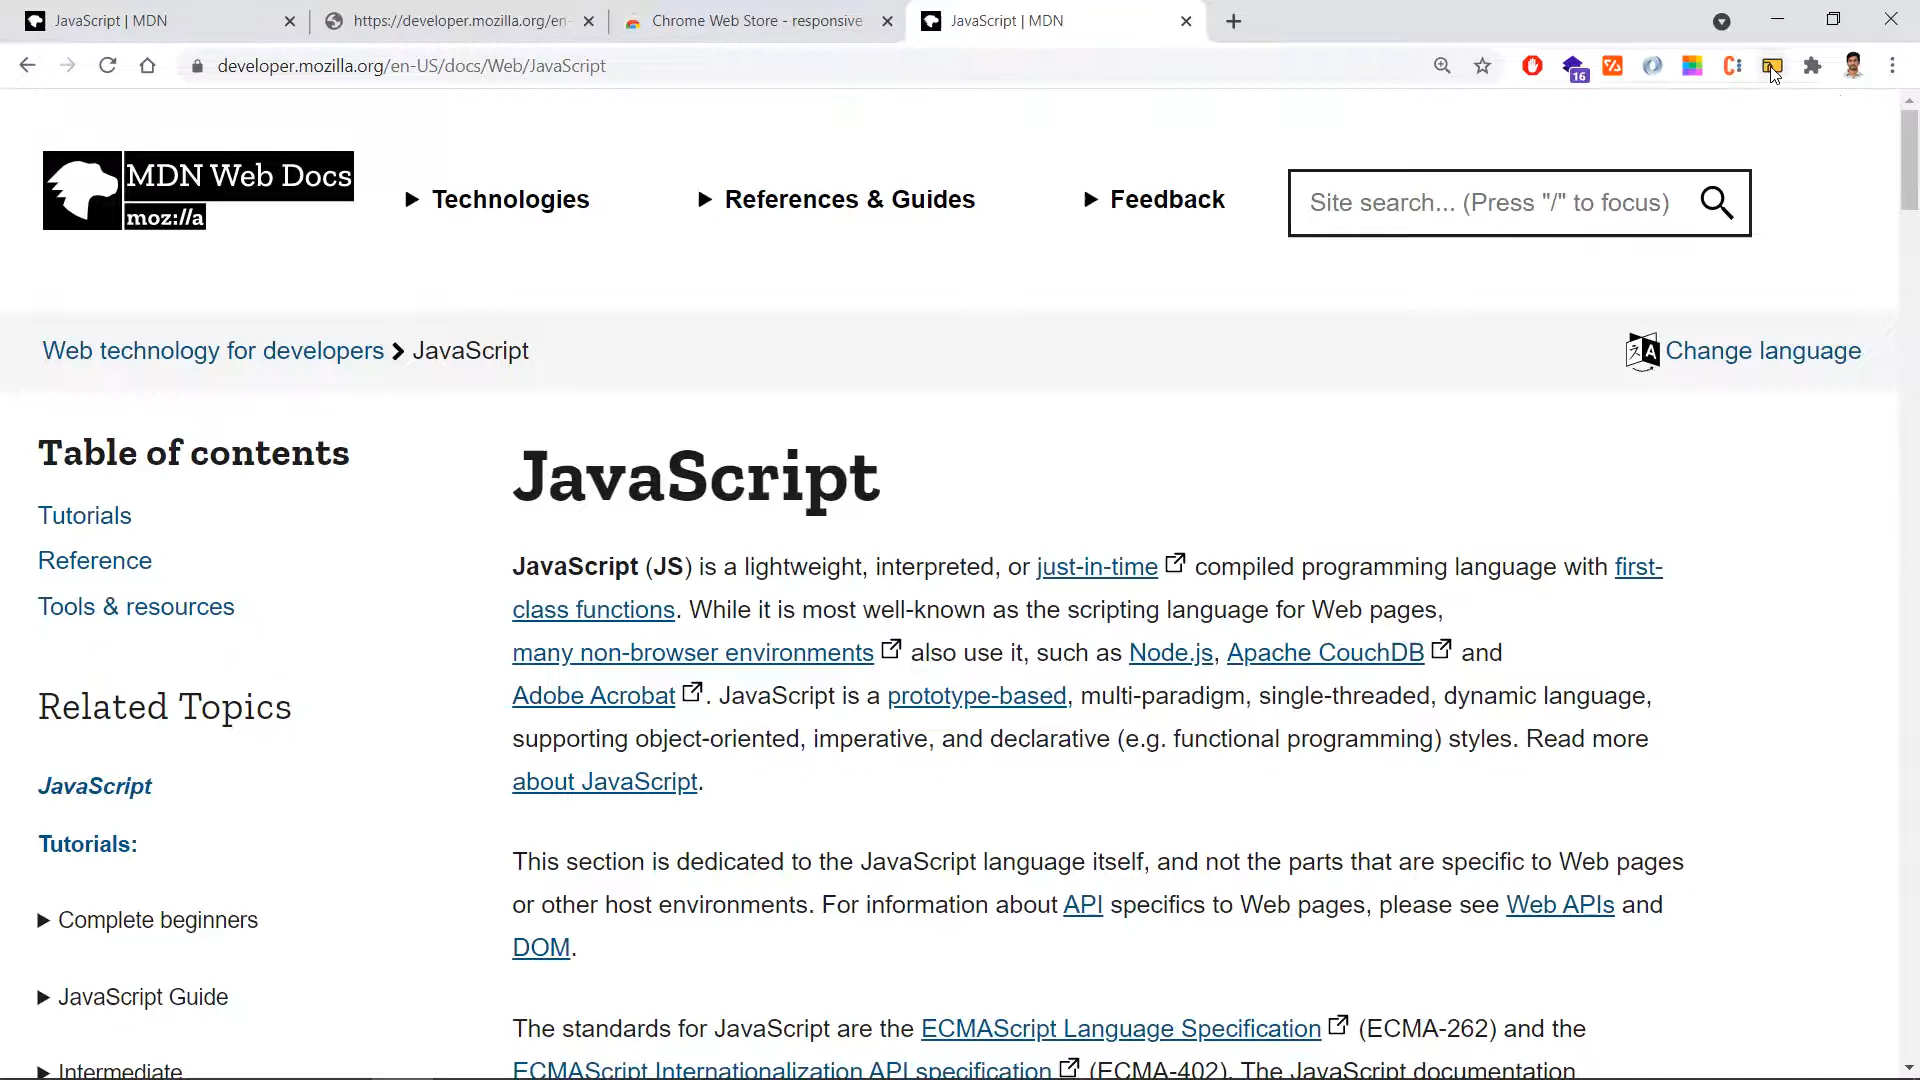 JavaScript | MDN
https://developer.mozilla.org/en-
Chrome Web Store - responsive
JavaScript | MDN
developer.mozilla.org/en-US/docs/Web/JavaScript
16
MDN Web Docs
moz://a
Technologies
References & Guides
Feedback
Site search... (Press "/" to focus)
Web technology for developers
JavaScript
Change language
Table of contents
Tutorials
Reference
Tools & resources
Related Topics
JavaScript
Tutorials:
Complete beginners
JavaScript Guide
Intermediate
JavaScript
JavaScript (JS) is a lightweight, interpreted, or just-in-time compiled programming language with first-
class functions. While it is most well-known as the scripting language for Web pages,
many non-browser environments also use it, such as Node.js, Apache CouchDB and
Adobe Acrobat. JavaScript is a prototype-based, multi-paradigm, single-threaded, dynamic language,
supporting object-oriented, imperative, and declarative (e.g. functional programming) styles. Read more
about JavaScript.
This section is dedicated to the JavaScript language itself, and not the parts that are specific to Web pages
or other host environments. For information about API specifics to Web pages, please see Web APIs and
DOM.
The standards for JavaScript are the ECMAScript Language Specification (ECMA-262) and the
ECMAScript Internationalization API specification (ECMA-402). The JavaScript documentation